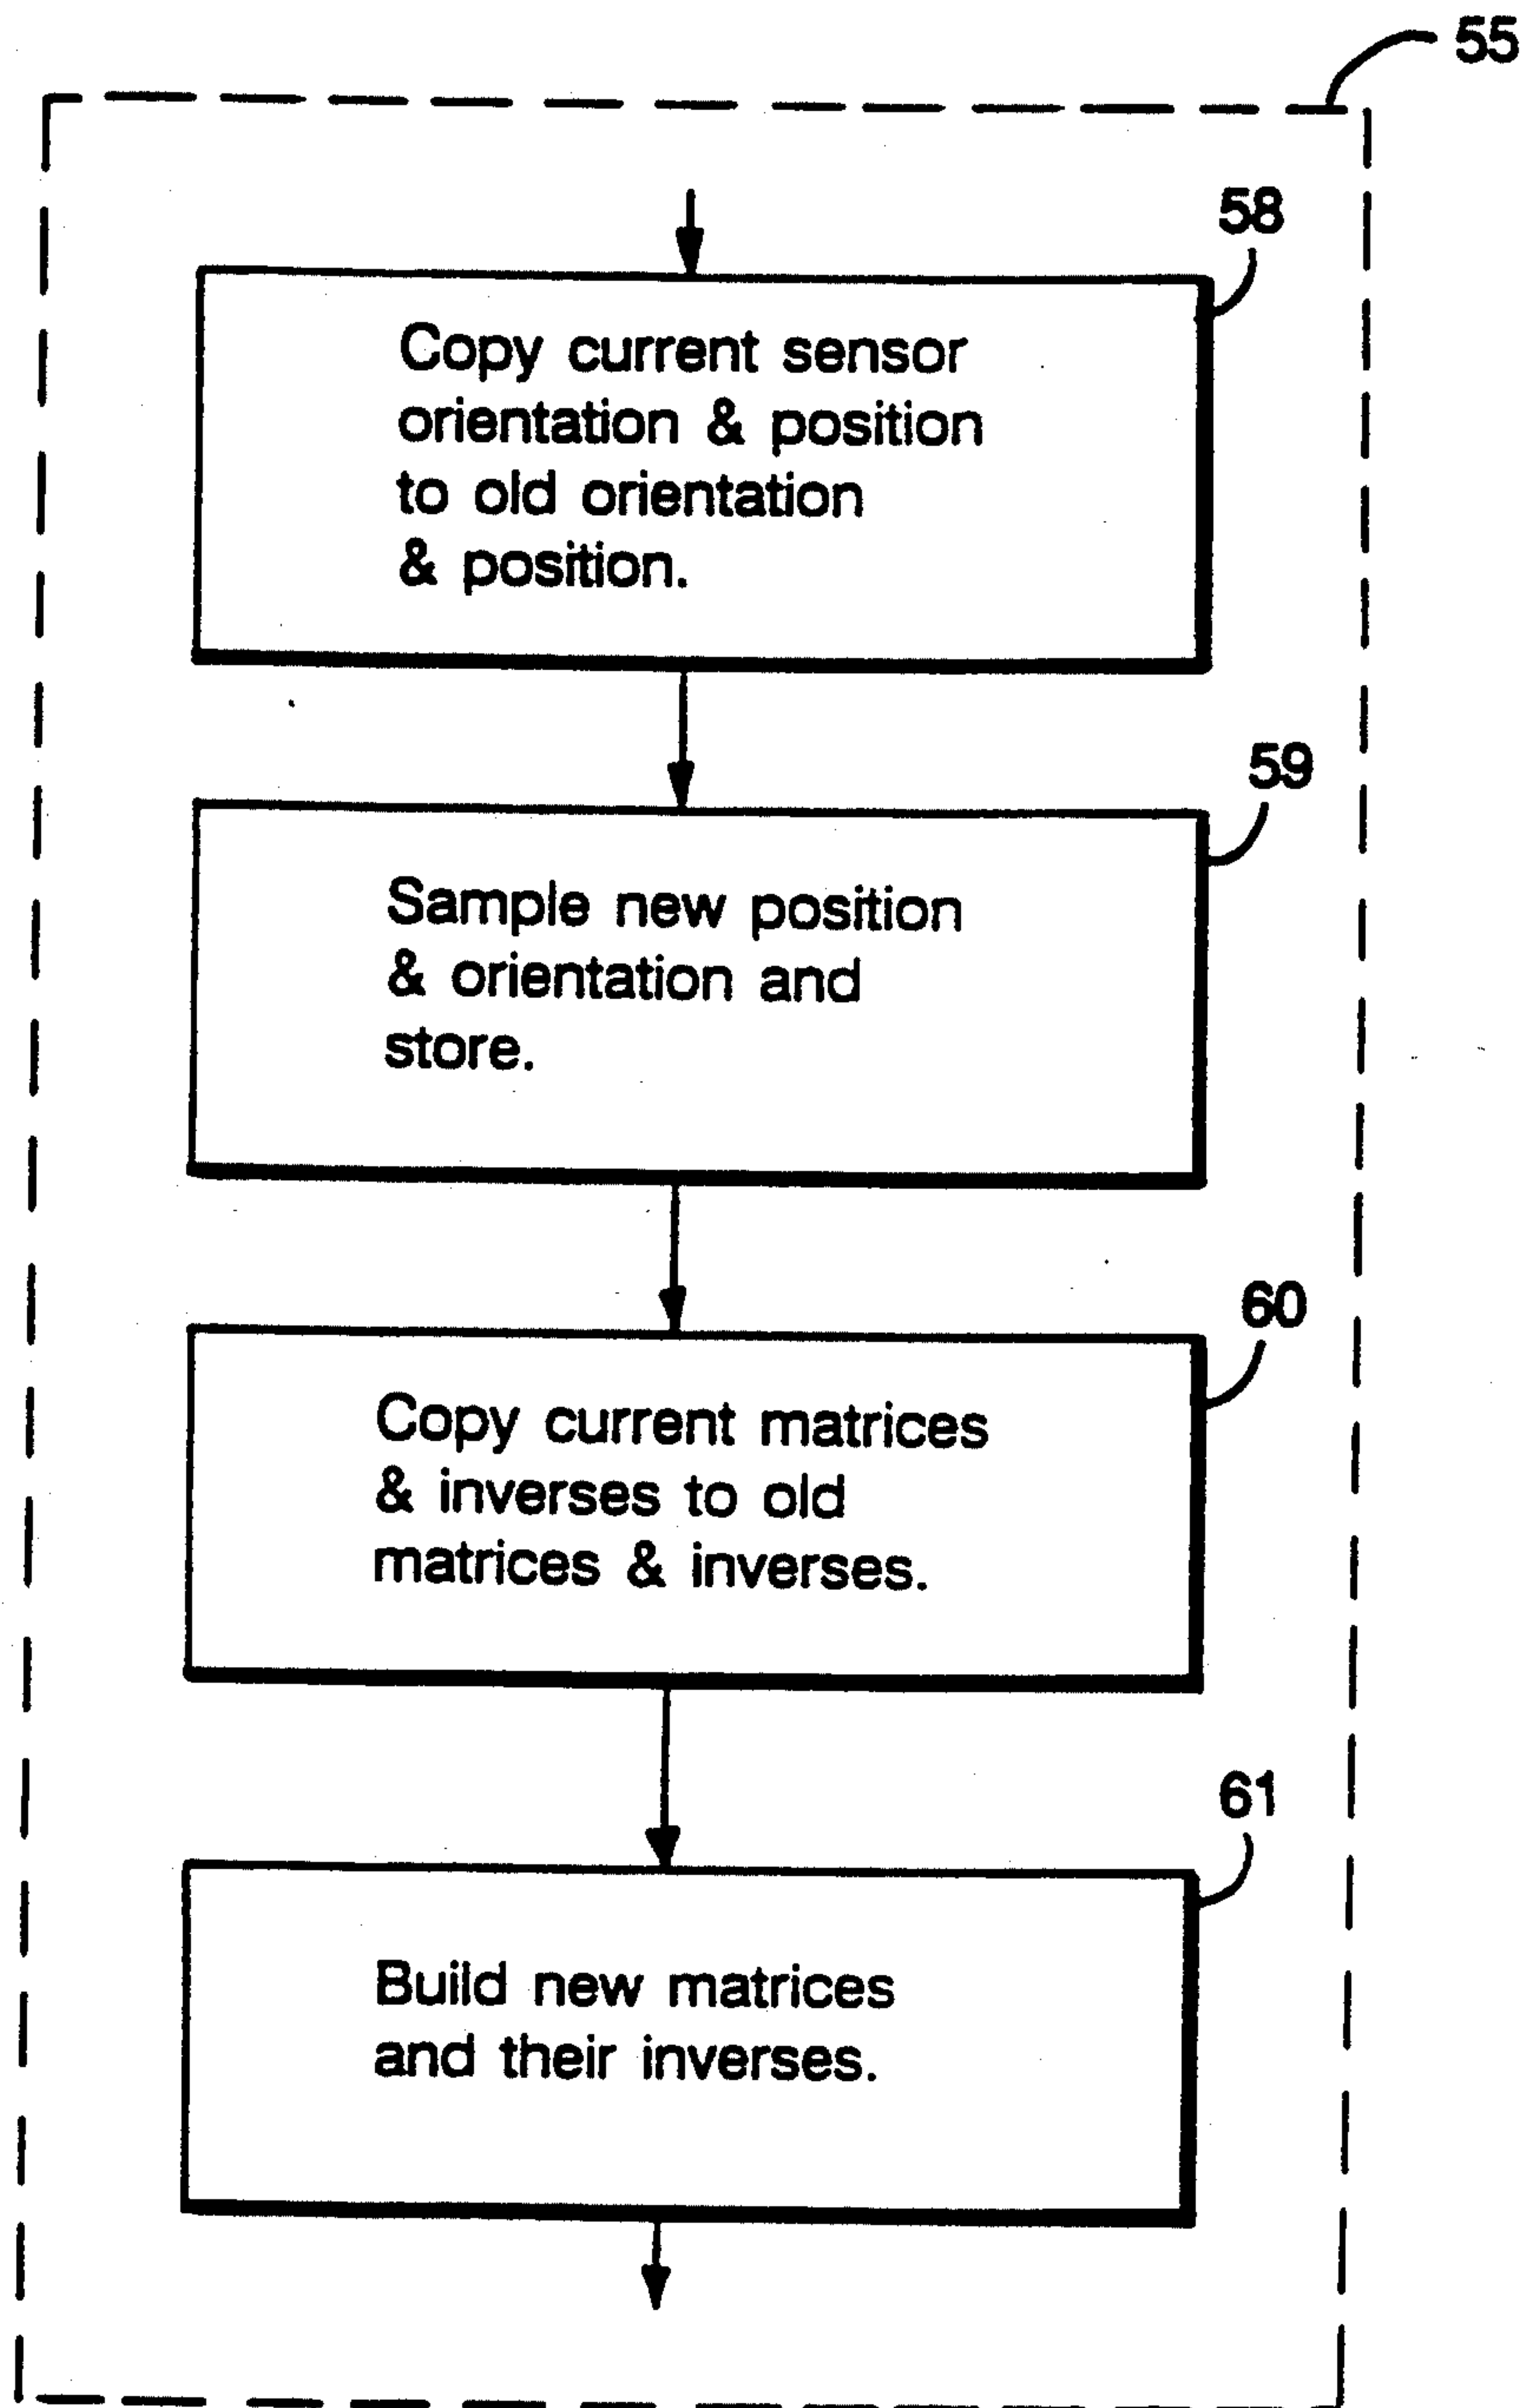 55
58
Copy current sensor
orientation & position
to old orientation
& position.
59
Sample new position
& orientation and
store.
60
Copy current matrices
& inverses to old
matrices & inverses.
61
Build new matrices
and their inverses.